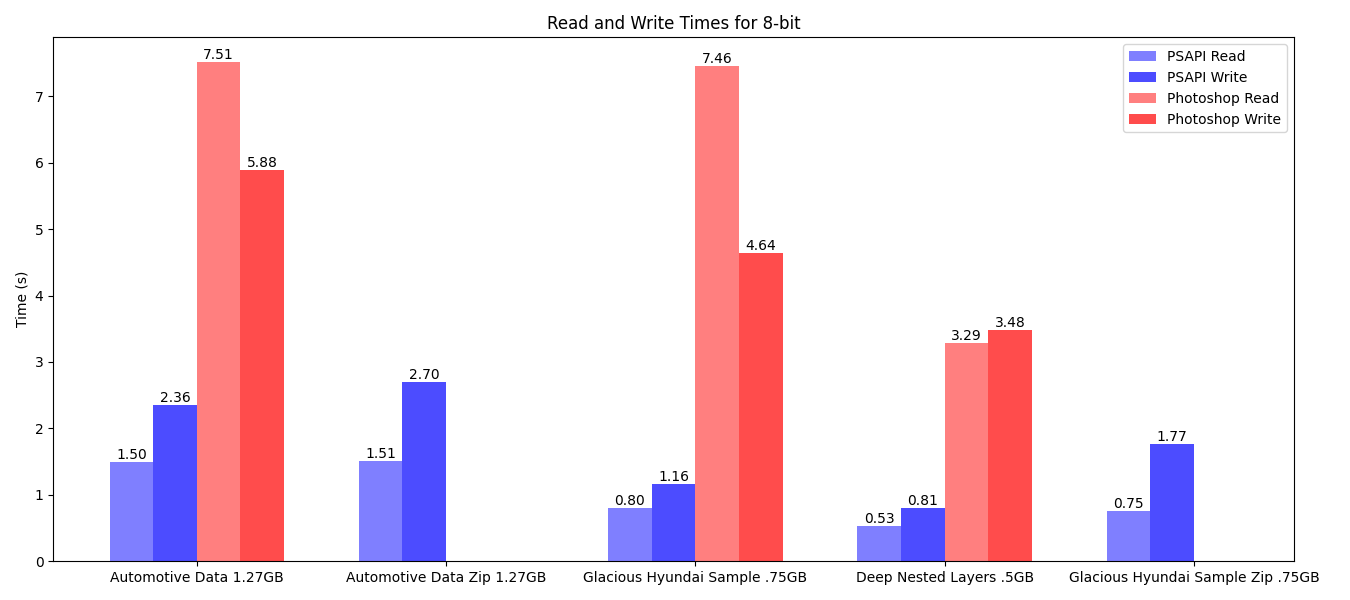 Read and Write Times for 8-bit
PSAPI Read
PSAPI Write
Photoshop Read
Photoshop Write
Time (s)
7
6
5
4
3
2
1
0
1.50
2.36
7.51
5.88
1.51
2.70
0.80
1.16
7.46
4.64
0.53
0.81
3.29
3.48
0.75
1.77
Automotive Data 1.27GB
Automotive Data Zip 1.27GB
Glacious Hyundai Sample .75GB
Deep Nested Layers .5GB
Glacious Hyundai Sample Zip .75GB